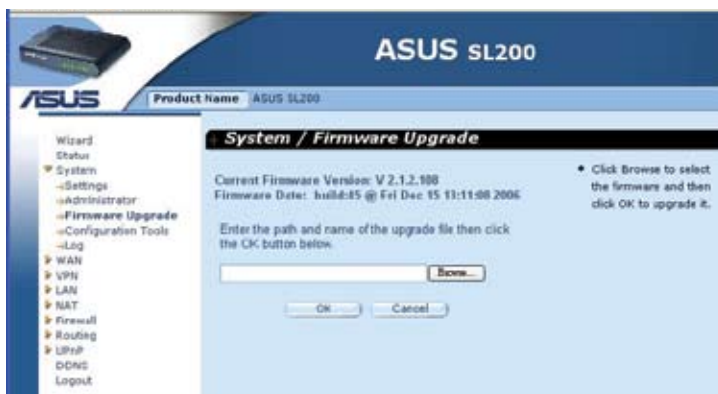 ASUS SL200
ASUS
Product Name ASUS SL200
Wizard
Status
System
Settings
Administrator
Firmware Upgrade
Configuration Tools
Log
WAN
VPN
LAN
NAT
Firewall
Routing
UPnP
DDNS
Logout
System / Firmware Upgrade
Current Firmware Version: V 2.1.2.108
Firmware Date: build:45 @ Fri Dec 15 13:11:08 2006
Enter the path and name of the upgrade file then click
the OK button below.
Browse...
OK Cancel
• Click Browse to select
the firmware and then
click OK to upgrade it.